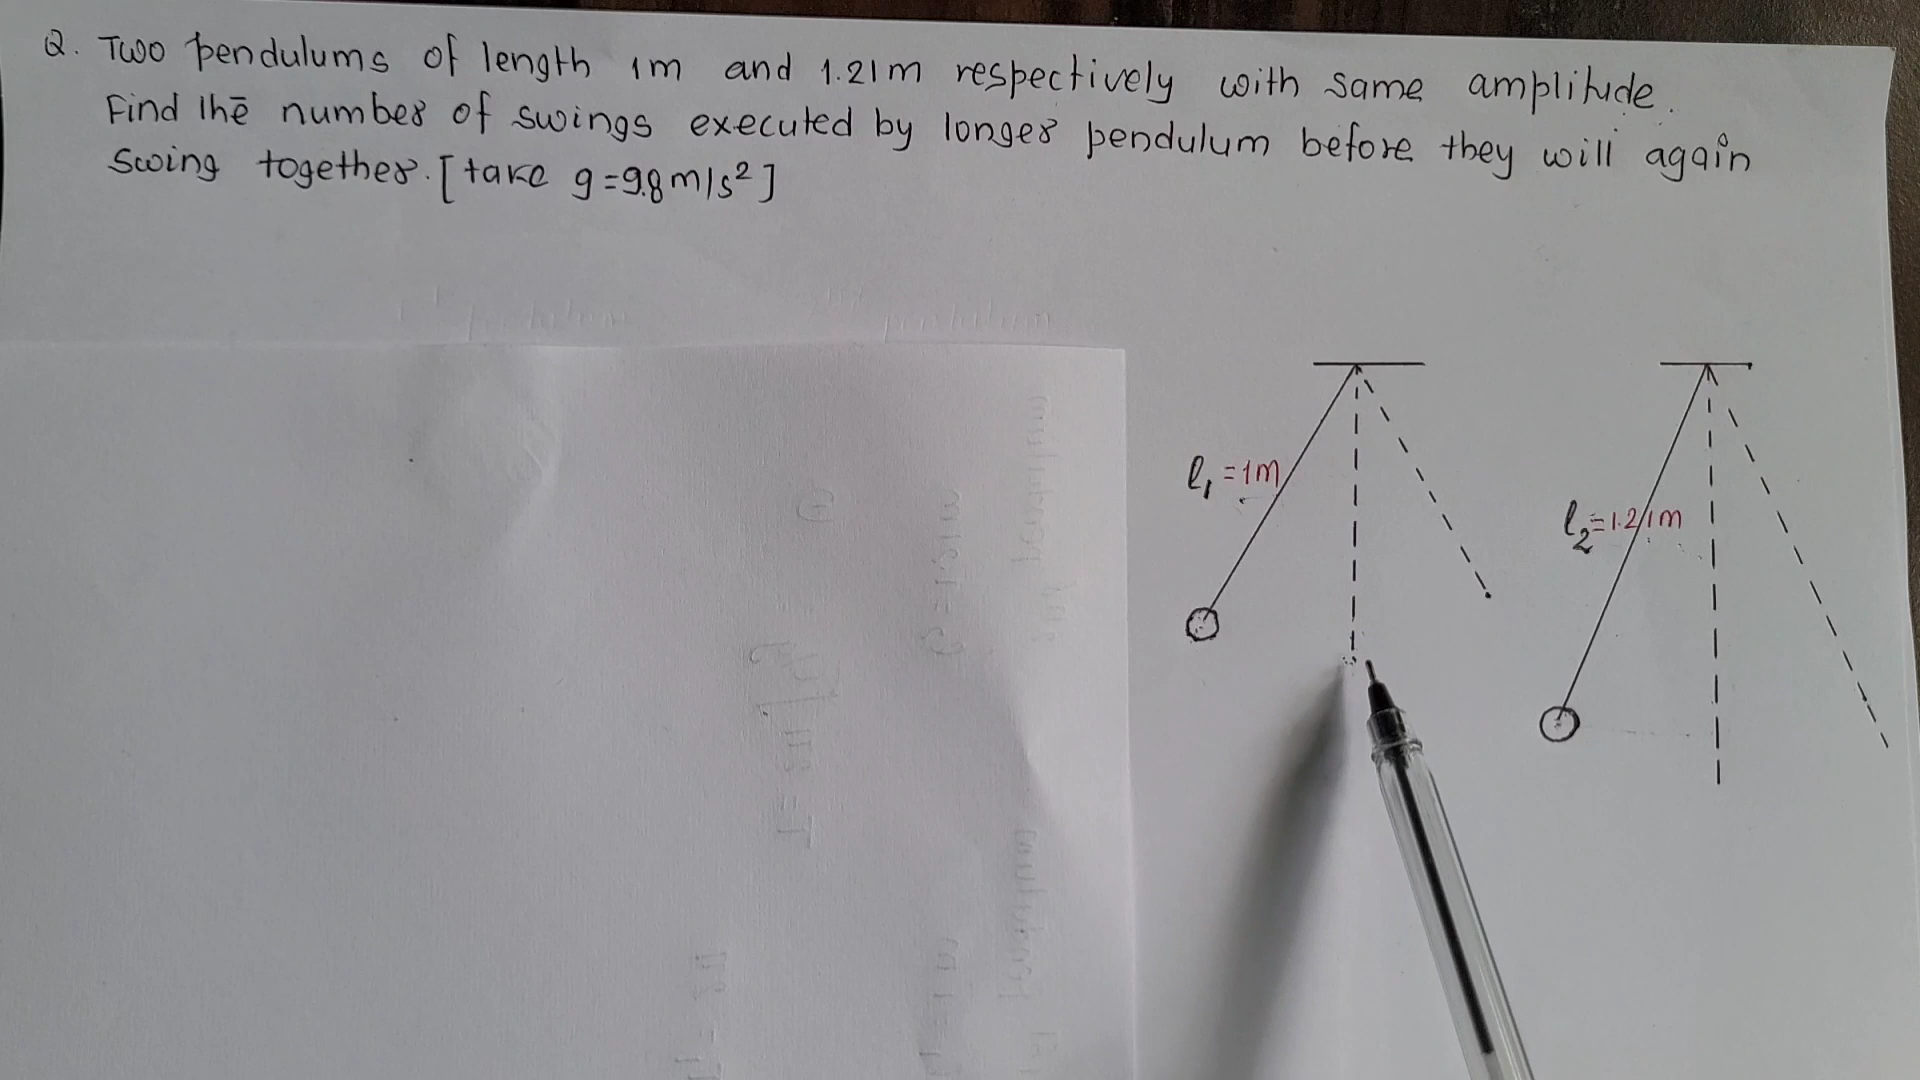 Q. Two pendulums of length 1m and 1.21m respectively with same amplitude.
Find the number of swings executed by longer pendulum before they will again
swing together. [take g=9.8m/s²]
l₁=1m
l₂=1.21m